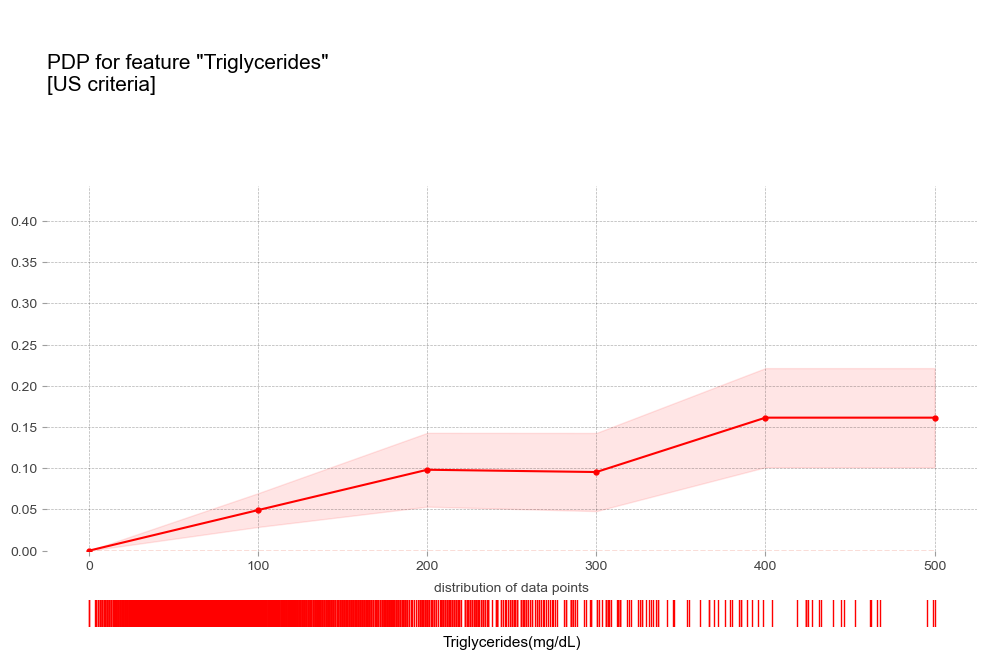 PDP for feature "Triglycerides"
[US criteria]
0.40
0.35
0.30
0.25
0.20
0.15
0.10
0.05
0.00
0 100 200 300 400 500
distribution of data points
Triglycerides(mg/dL)